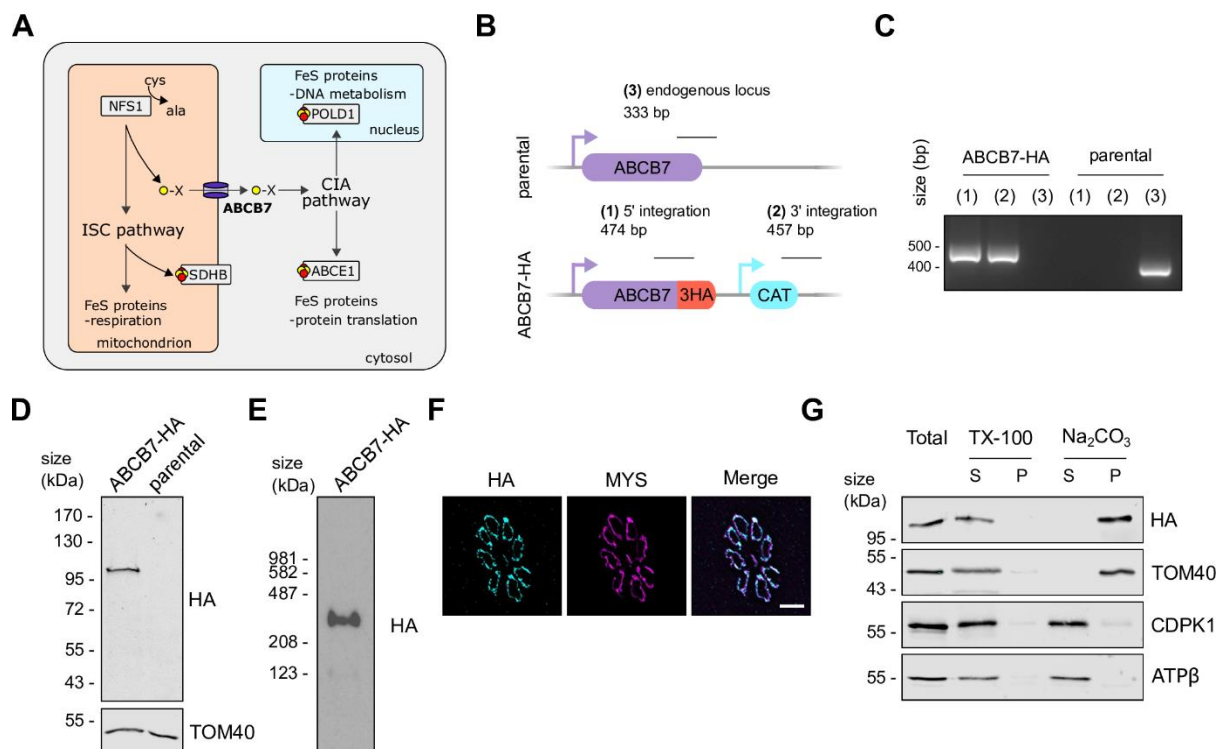 A
cys
NFS1
ala
FeS proteins
-DNA metabolism
POLD1
nucleus
-X
ABCB7
-X
CIA
pathway
ISC pathway
SDHB
ABCE1
FeS proteins
-respiration
FeS proteins
-protein translation
mitochondrion
cytosol
B
parental
(3) endogenous locus
333 bp
ABCB7
ABCB7-HA
(1) 5' integration
474 bp
(2) 3' integration
457 bp
ABCB7
3HA
CAT
C
size (bp)
ABCB7-HA parental
(1) (2) (3) (1) (2) (3)
500 -
400 -
D
size
(kDa)
ABCB7-HA
parental
170 -
130 -
95 -
72 -
55 -
43 -
HA
55 -
TOM40
E
size
(kDa)
ABCB7-HA
981 -
582 -
487 -
208 -
123 -
HA
F
HA MYS Merge
G
Total TX-100 Na₂CO₃
S P S P
size
(kDa)
95 -
HA
55 -
43 -
TOM40
55 -
CDPK1
55 -
ATPβ